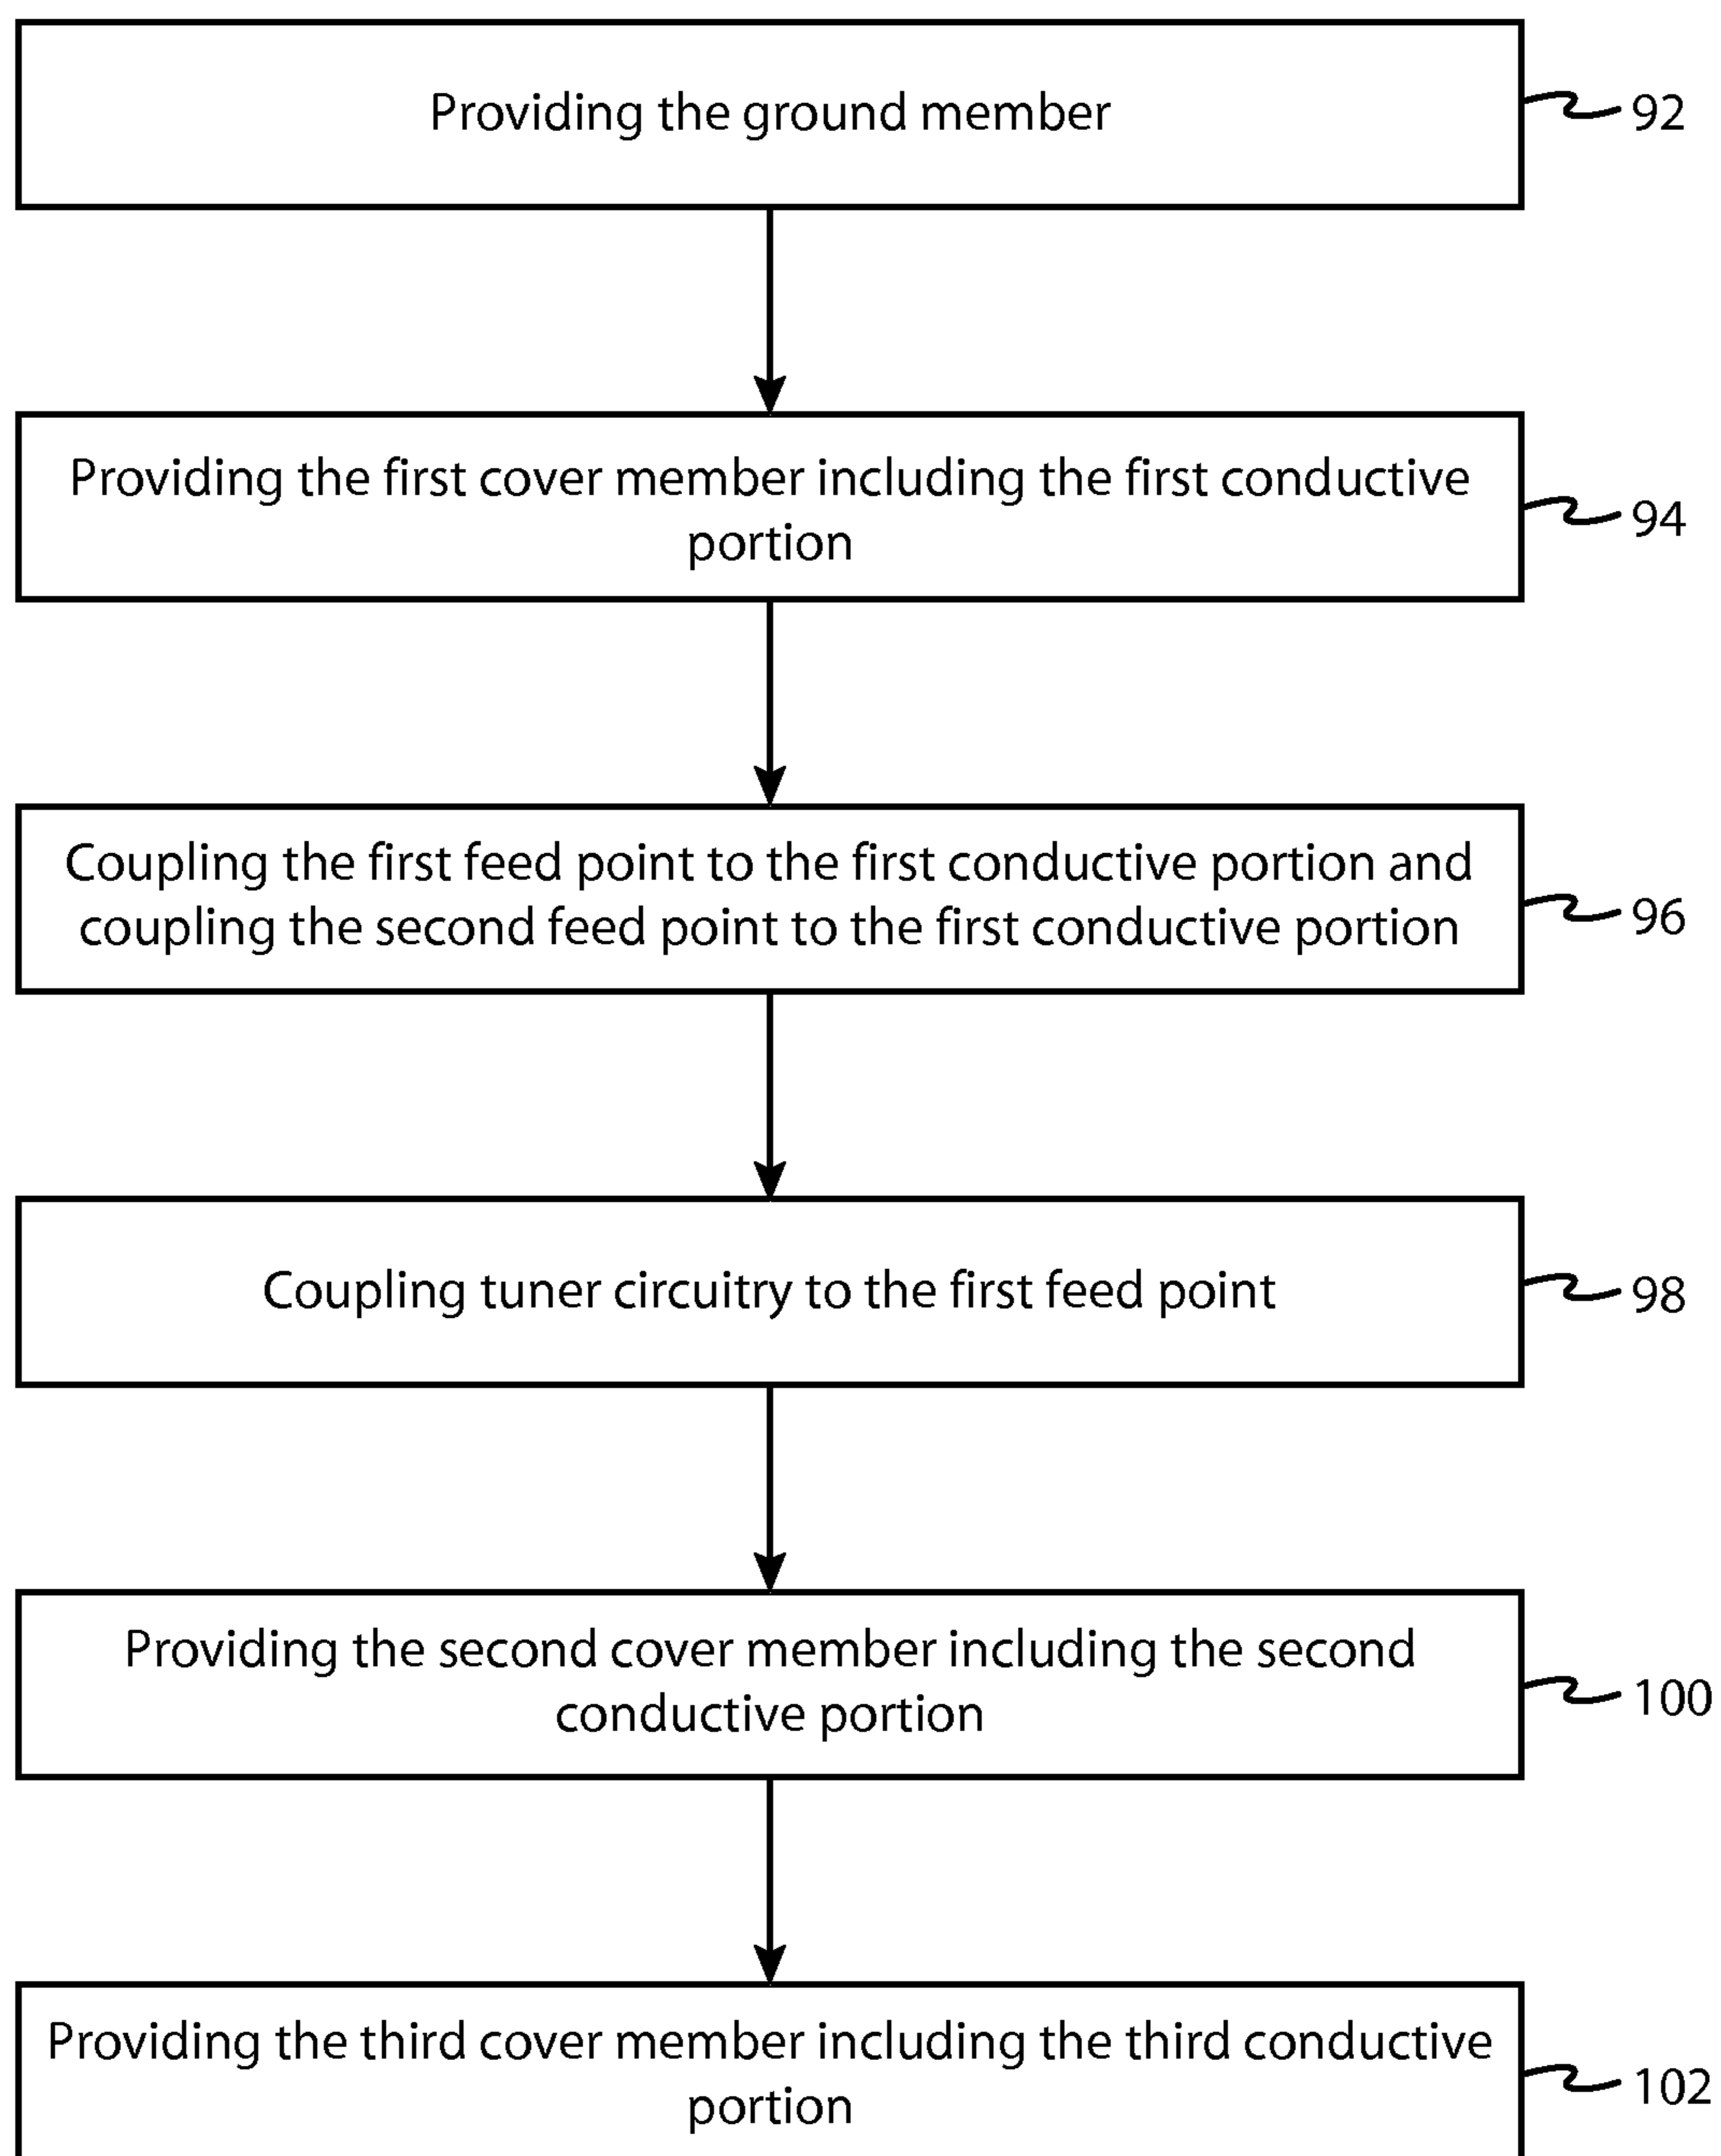 Providing the ground member
92
Providing the first cover member including the first conductive
portion
94
Coupling the first feed point to the first conductive portion and
coupling the second feed point to the first conductive portion
96
Coupling tuner circuitry to the first feed point
98
Providing the second cover member including the second
conductive portion
100
Providing the third cover member including the third conductive
portion
102